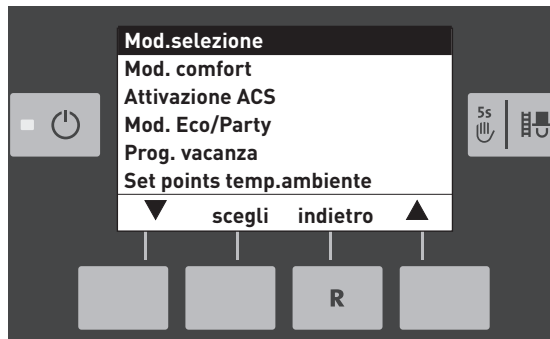 Mod.selezione
Mod. comfort
Attivazione ACS
Mod. Eco/Party
Prog. vacanza
Set points temp.ambiente
scegli indietro
5s
R